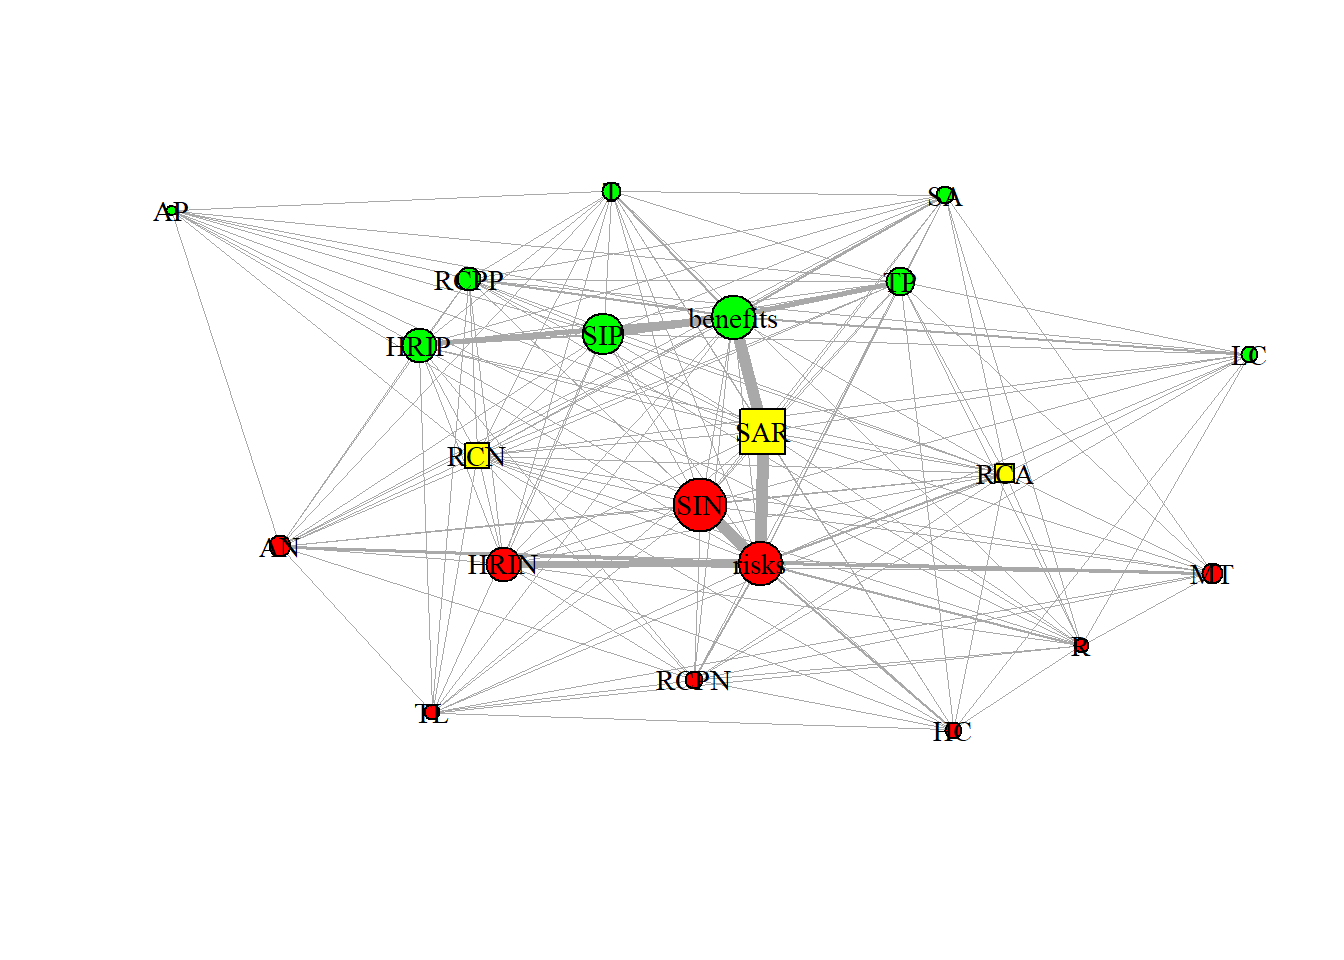 T
SA
AP
RCPP
TP
benefits
SIP
HRIP
LC
SAR
RCN
RCA
SIN
AN
HRIN
risks
MT
R
RCPN
TL
HC